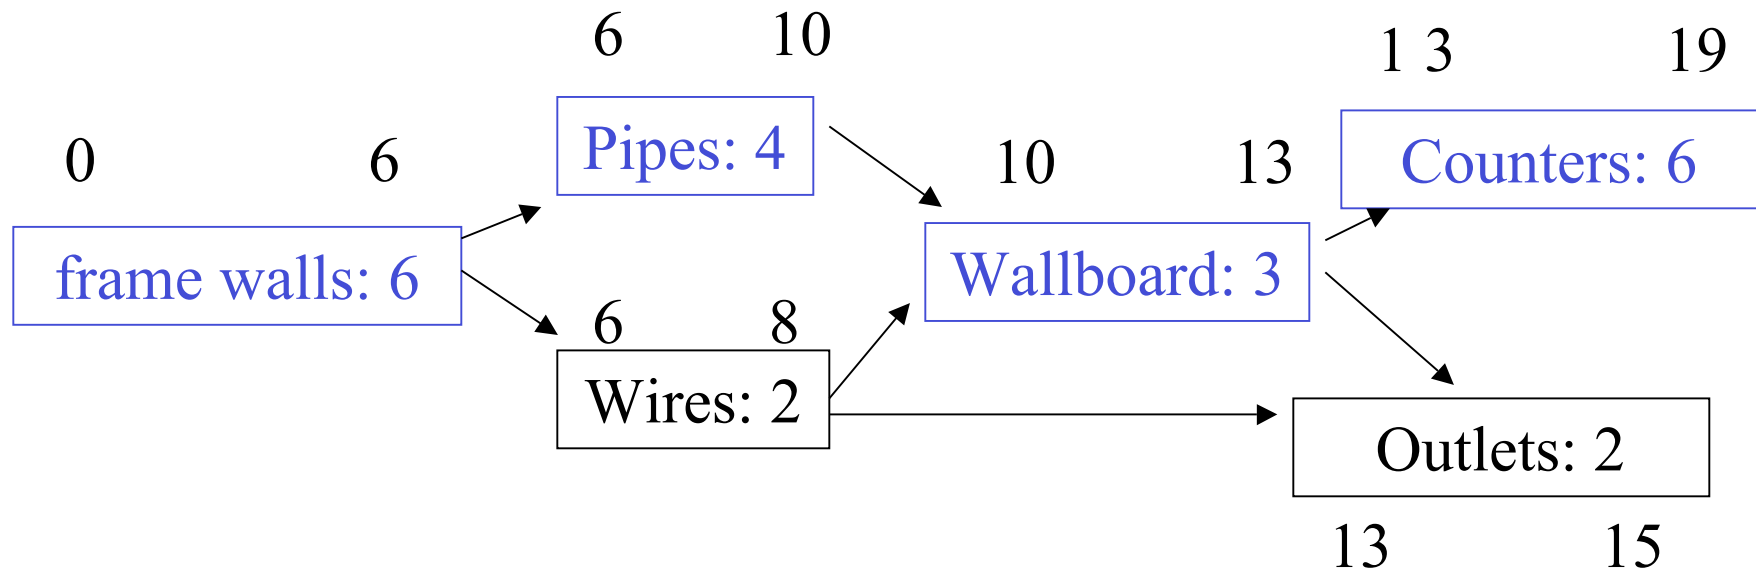 6 10
Pipes: 4
1 3 19
Counters: 6
0 6
frame walls: 6
10 13
Wallboard: 3
6 8
Wires: 2
Outlets: 2
13 15